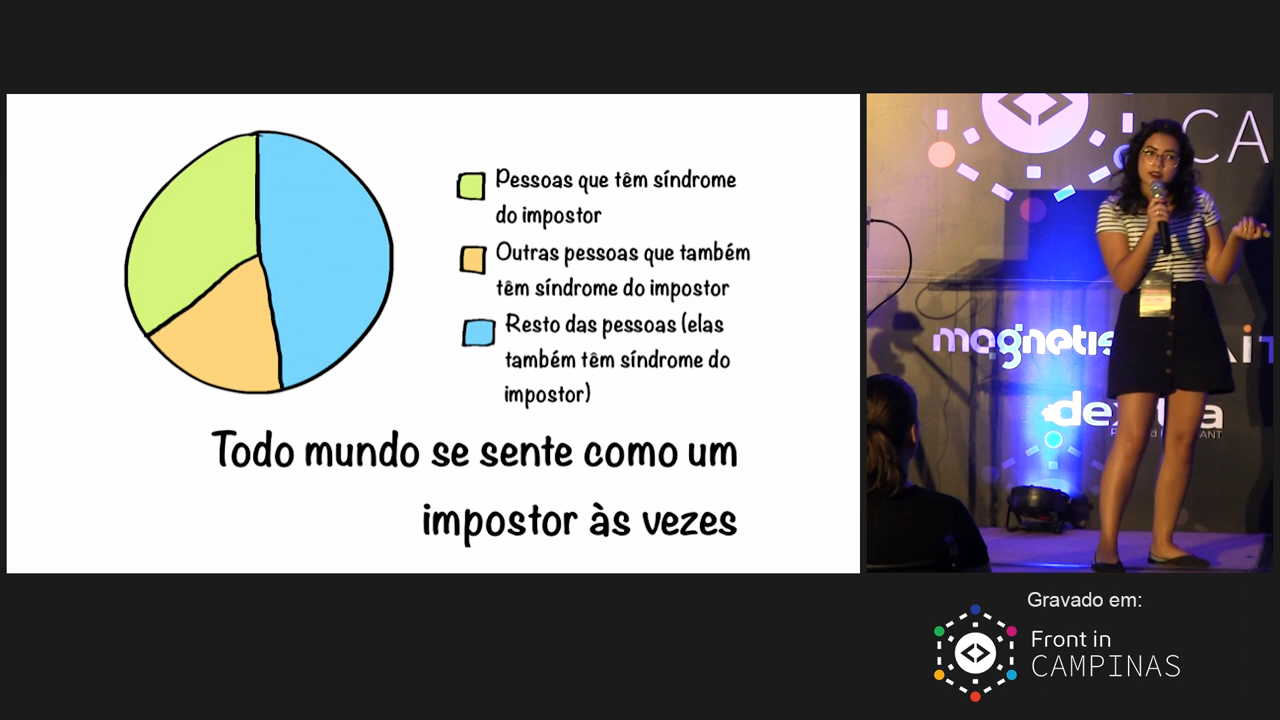 Pessoas que têm síndrome
do impostor
Outras pessoas que também
têm síndrome do impostor
Resto das pessoas (elas
também têm síndrome do
impostor)
Todo mundo se sente como um
impostor às vezes
CA
magnetis
Gravado em:
Front in
CAMPINAS